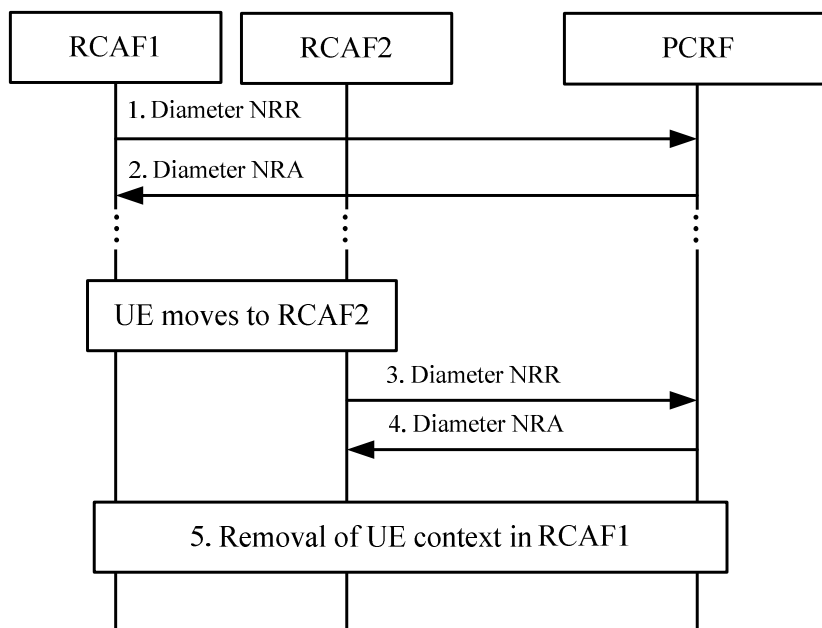 RCAF1
RCAF2
PCRF
1. Diameter NRR
2. Diameter NRA
UE moves to RCAF2
3. Diameter NRR
4. Diameter NRA
5. Removal of UE context in RCAF1